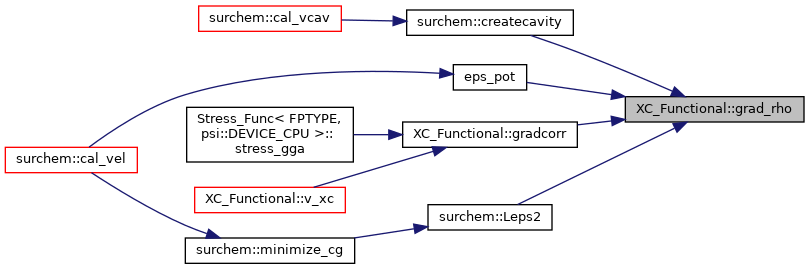 surchem::cal_vcav
surchem::createcavity
eps_pot
XC_Functional::grad_rho
Stress_Func< FPTYPE,
psi::DEVICE_CPU >::
stress_gga
XC_Functional::gradcorr
surchem::cal_vel
XC_Functional::v_xc
surchem::Leps2
surchem::minimize_cg